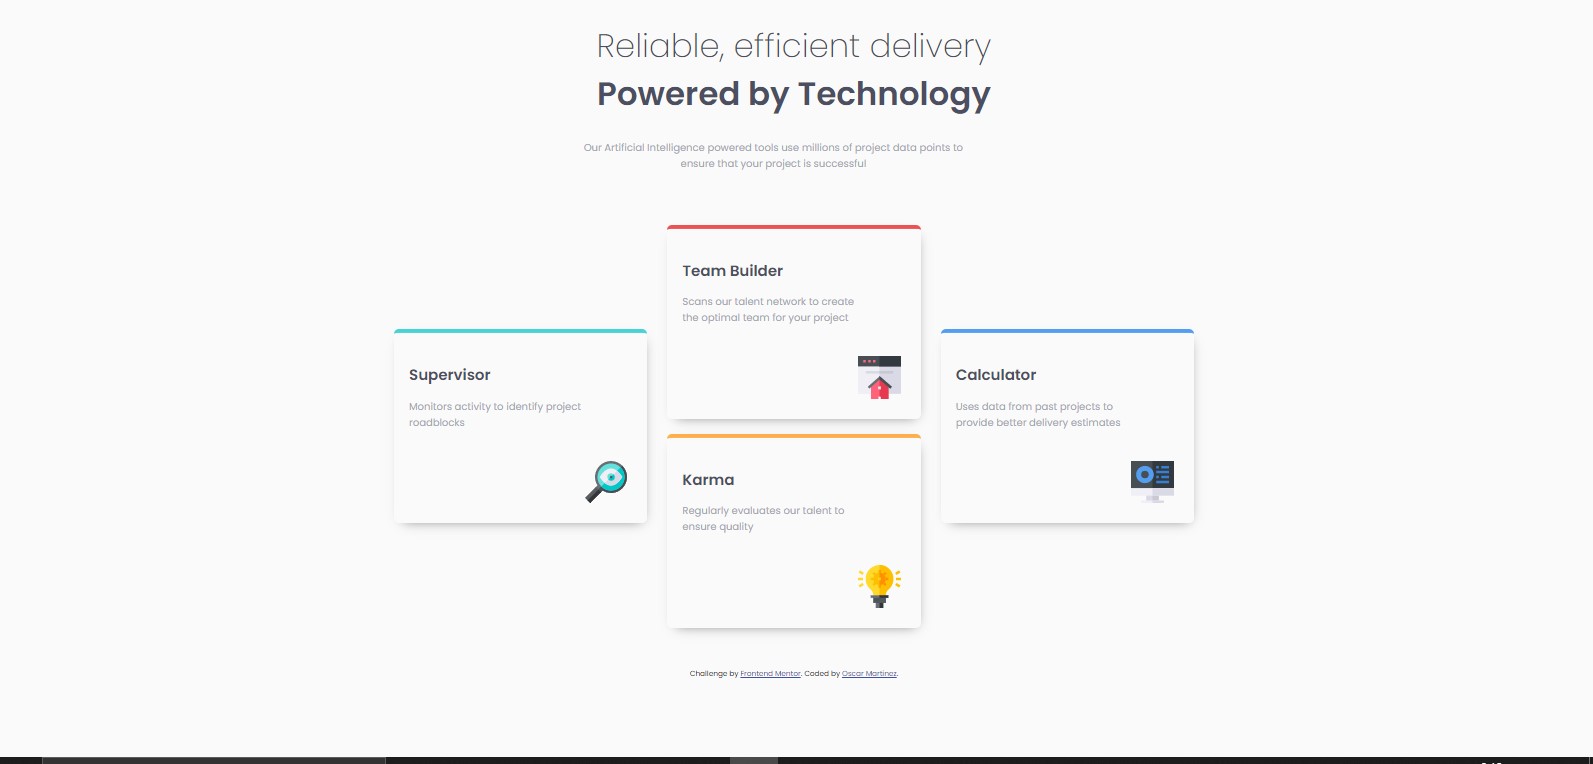 Reliable, efficient delivery
Powered by Technology
Our Artificial Intelligence powered tools use millions of project data points to
ensure that your project is successful
Team Builder
Scans our talent network to create
the optimal team for your project
Supervisor
Monitors activity to identify project
roadblocks
Calculator
Uses data from past projects to
provide better delivery estimates
Karma
Regularly evaluates our talent to
ensure quality
Challenge by Frontend Mentor. Coded by Oscar Martinez.